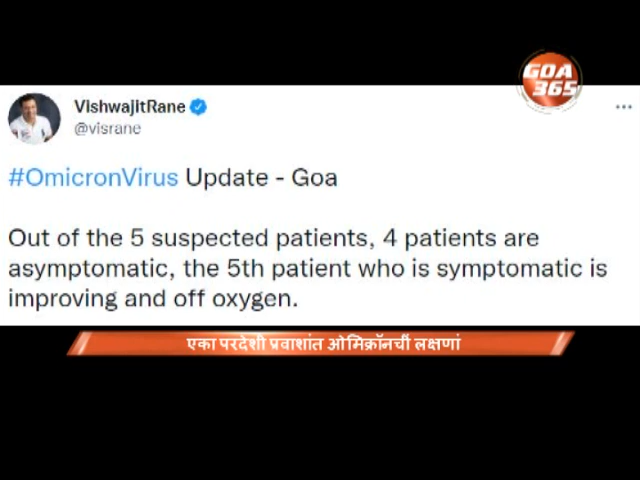 GOA
365
VishwajitRane
@visrane
#OmicronVirus Update - Goa
Out of the 5 suspected patients, 4 patients are
asymptomatic, the 5th patient who is symptomatic is
improving and off oxygen.
एका परदेशी प्रवाशांत ओमिक्रॉनचीं लक्षणां